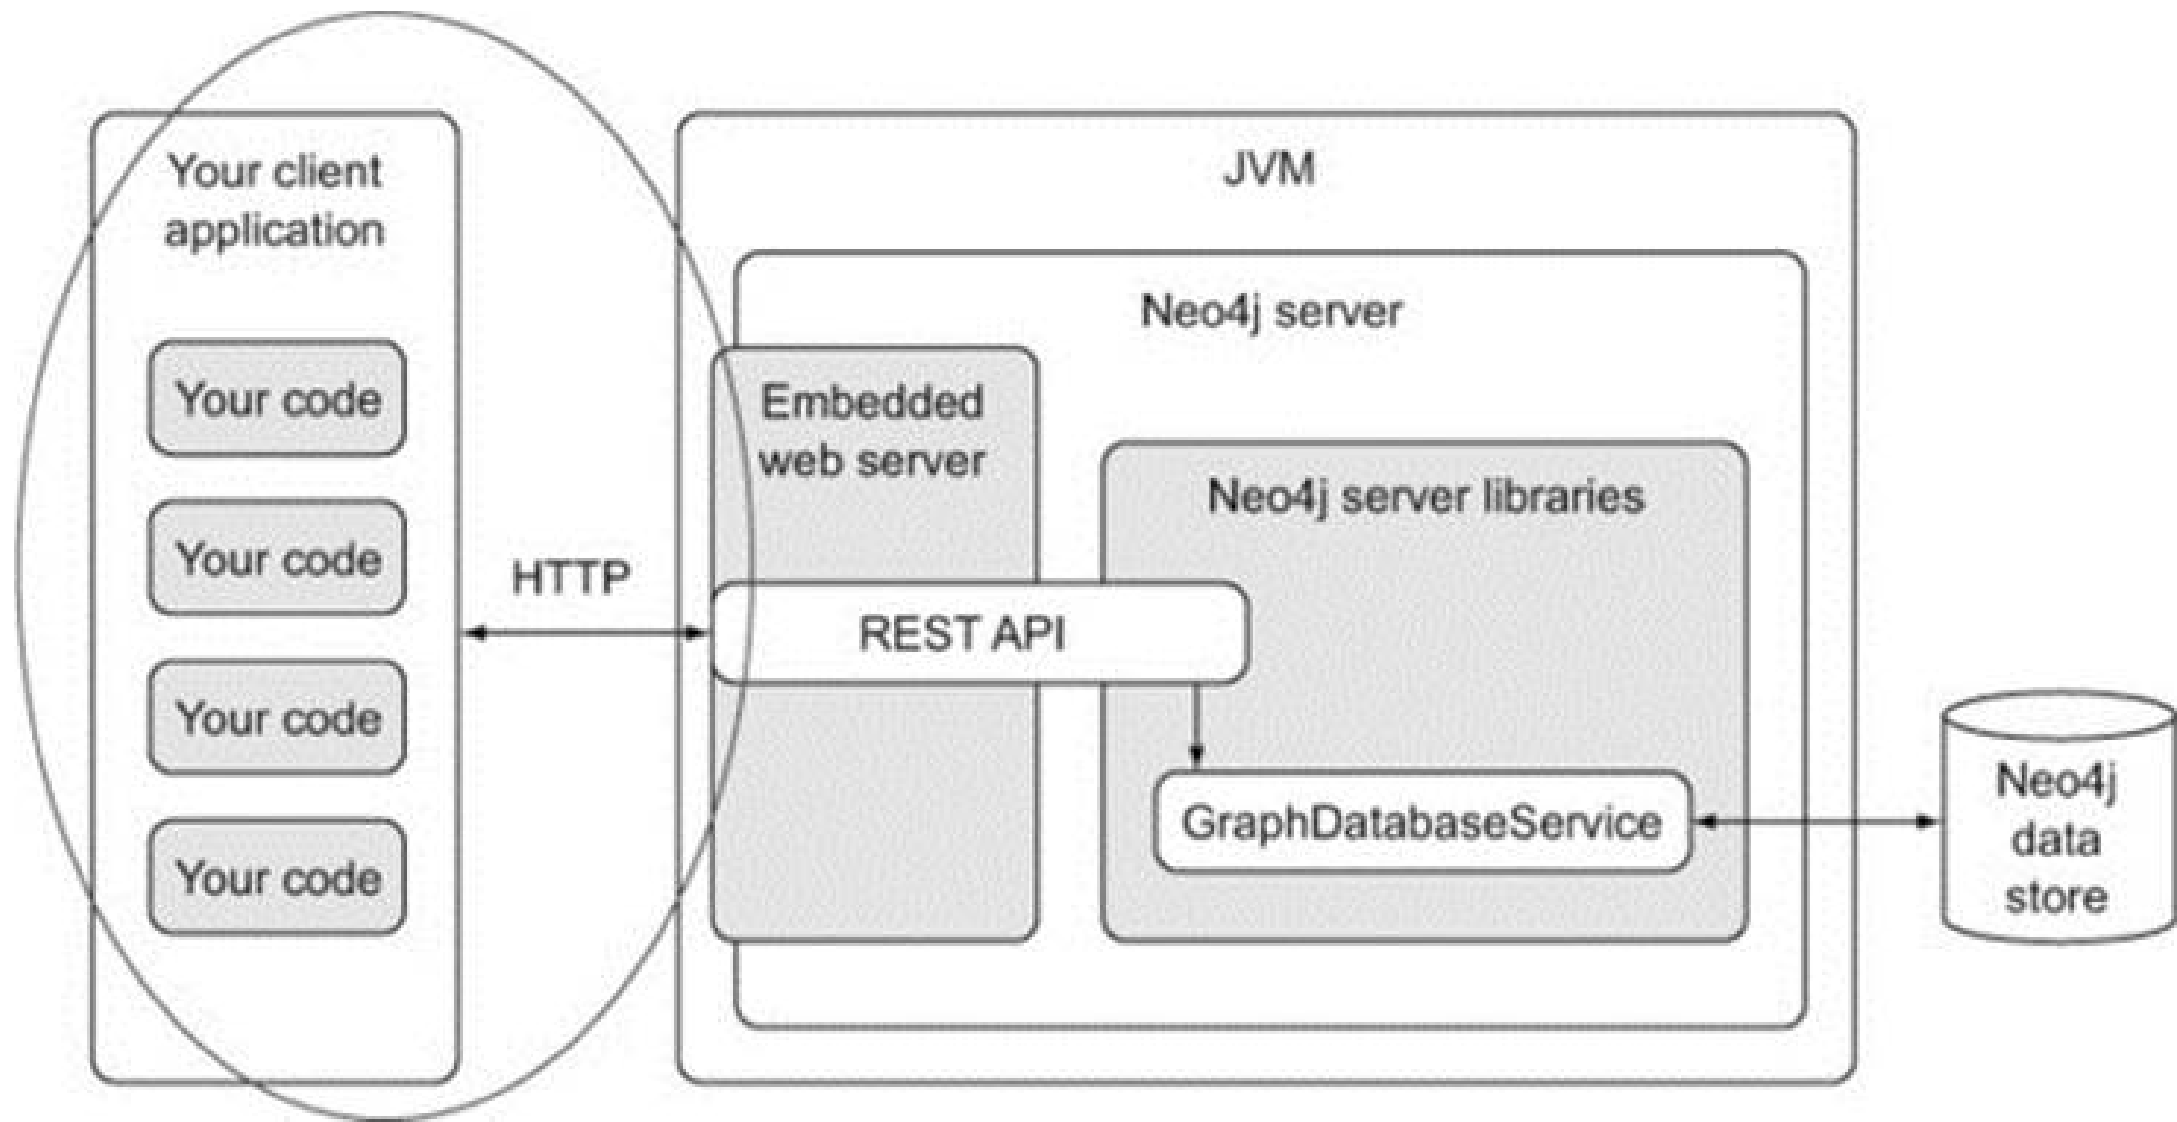 Your client
application
Your code
Your code
Your code
Your code
HTTP
JVM
Neo4j server
Embedded
web server
Neo4j server libraries
REST API
GraphDatabaseService
Neo4j
data
store